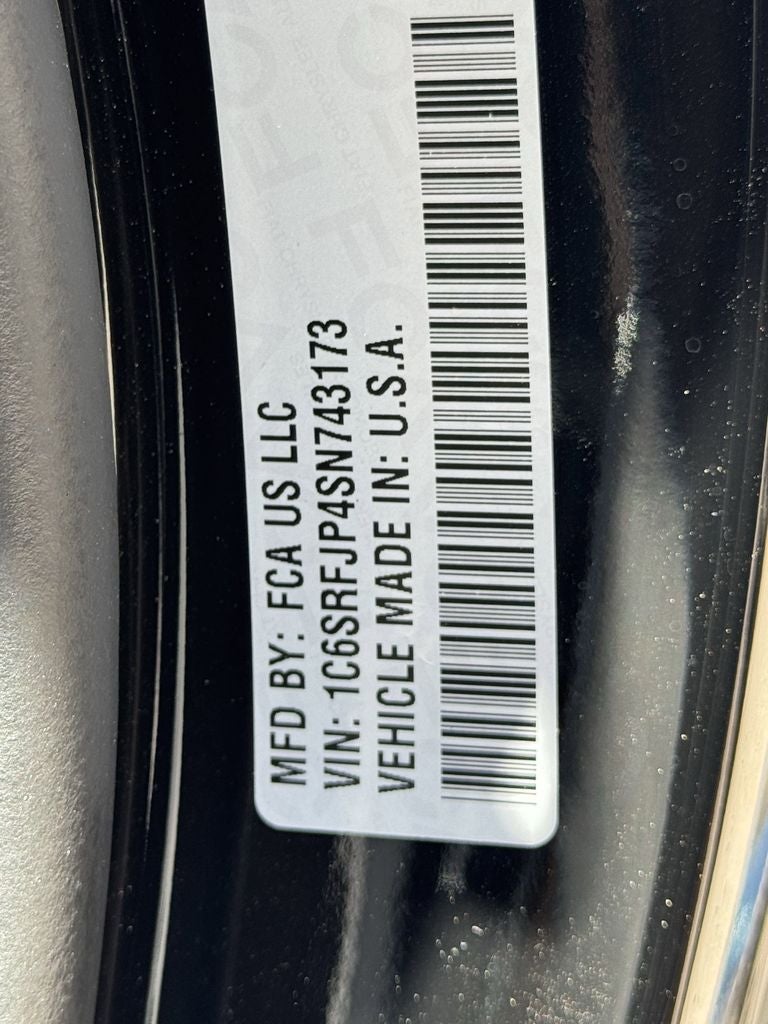 MFD BY: FCA US LLC
VIN: 1C6SRFJP4SN743173
VEHICLE MADE IN: U.S.A.